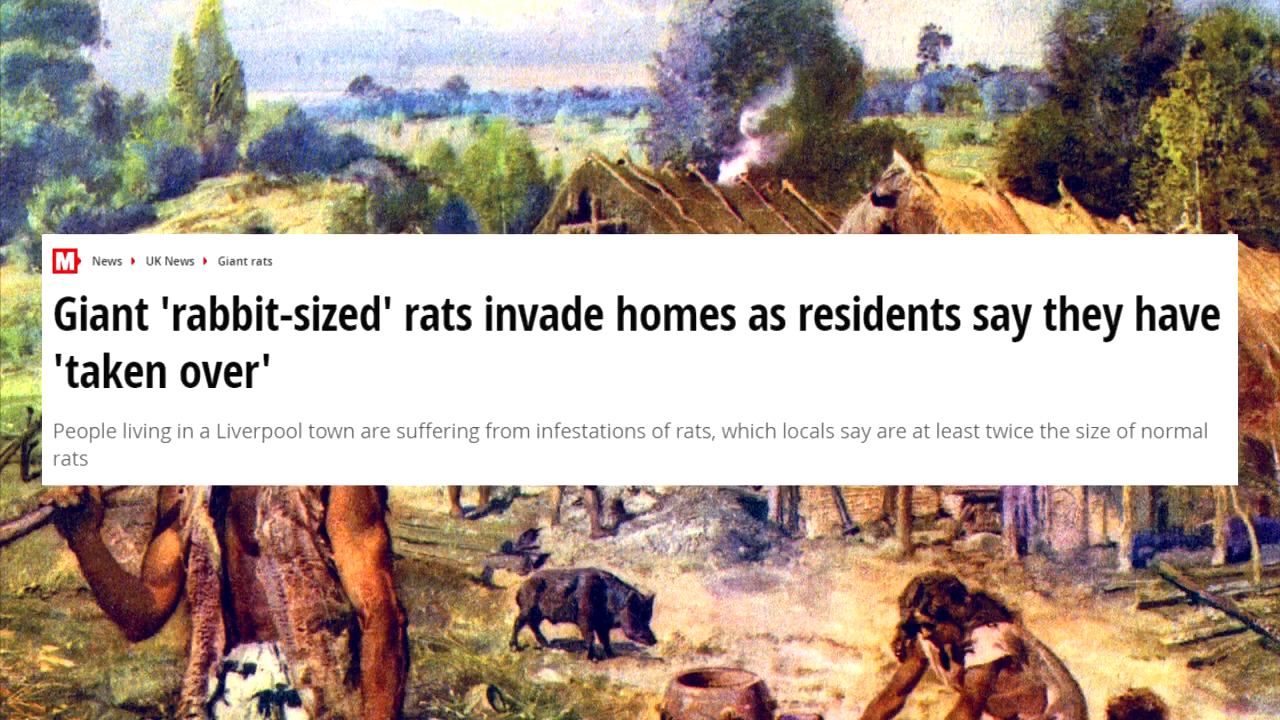 M News UK News Giant rats
Giant 'rabbit-sized' rats invade homes as residents say they have
'taken over'
People living in a Liverpool town are suffering from infestations of rats, which locals say are at least twice the size of normal
rats